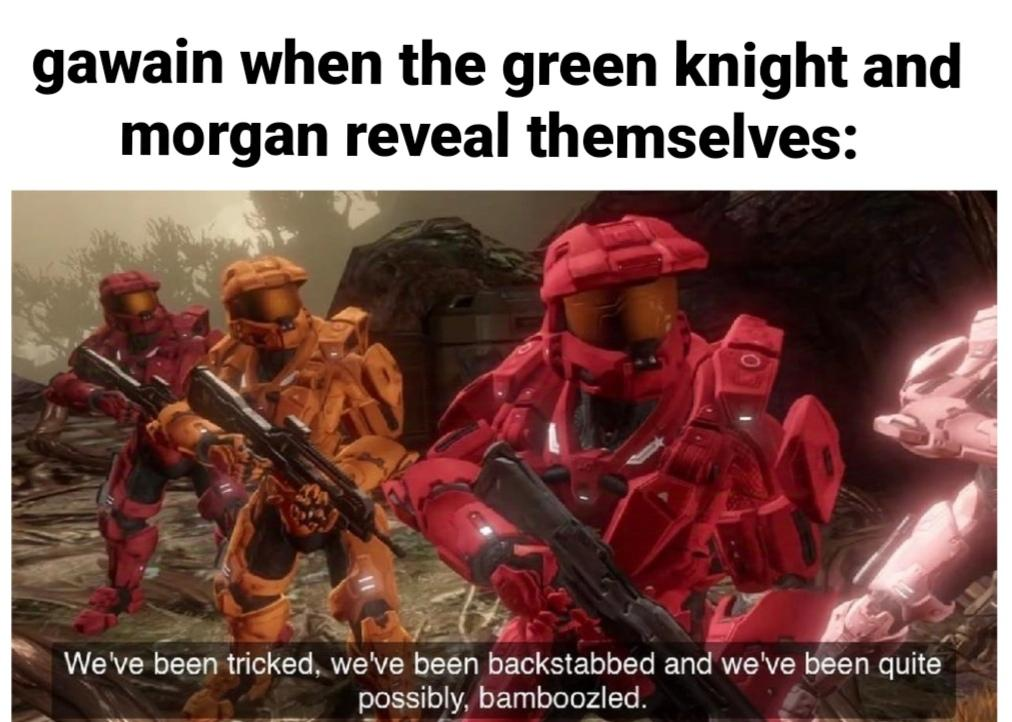 gawain when the green knight and
morgan reveal themselves:
We've been tricked, we've been backstabbed and we've been quite
possibly, bamboozled.